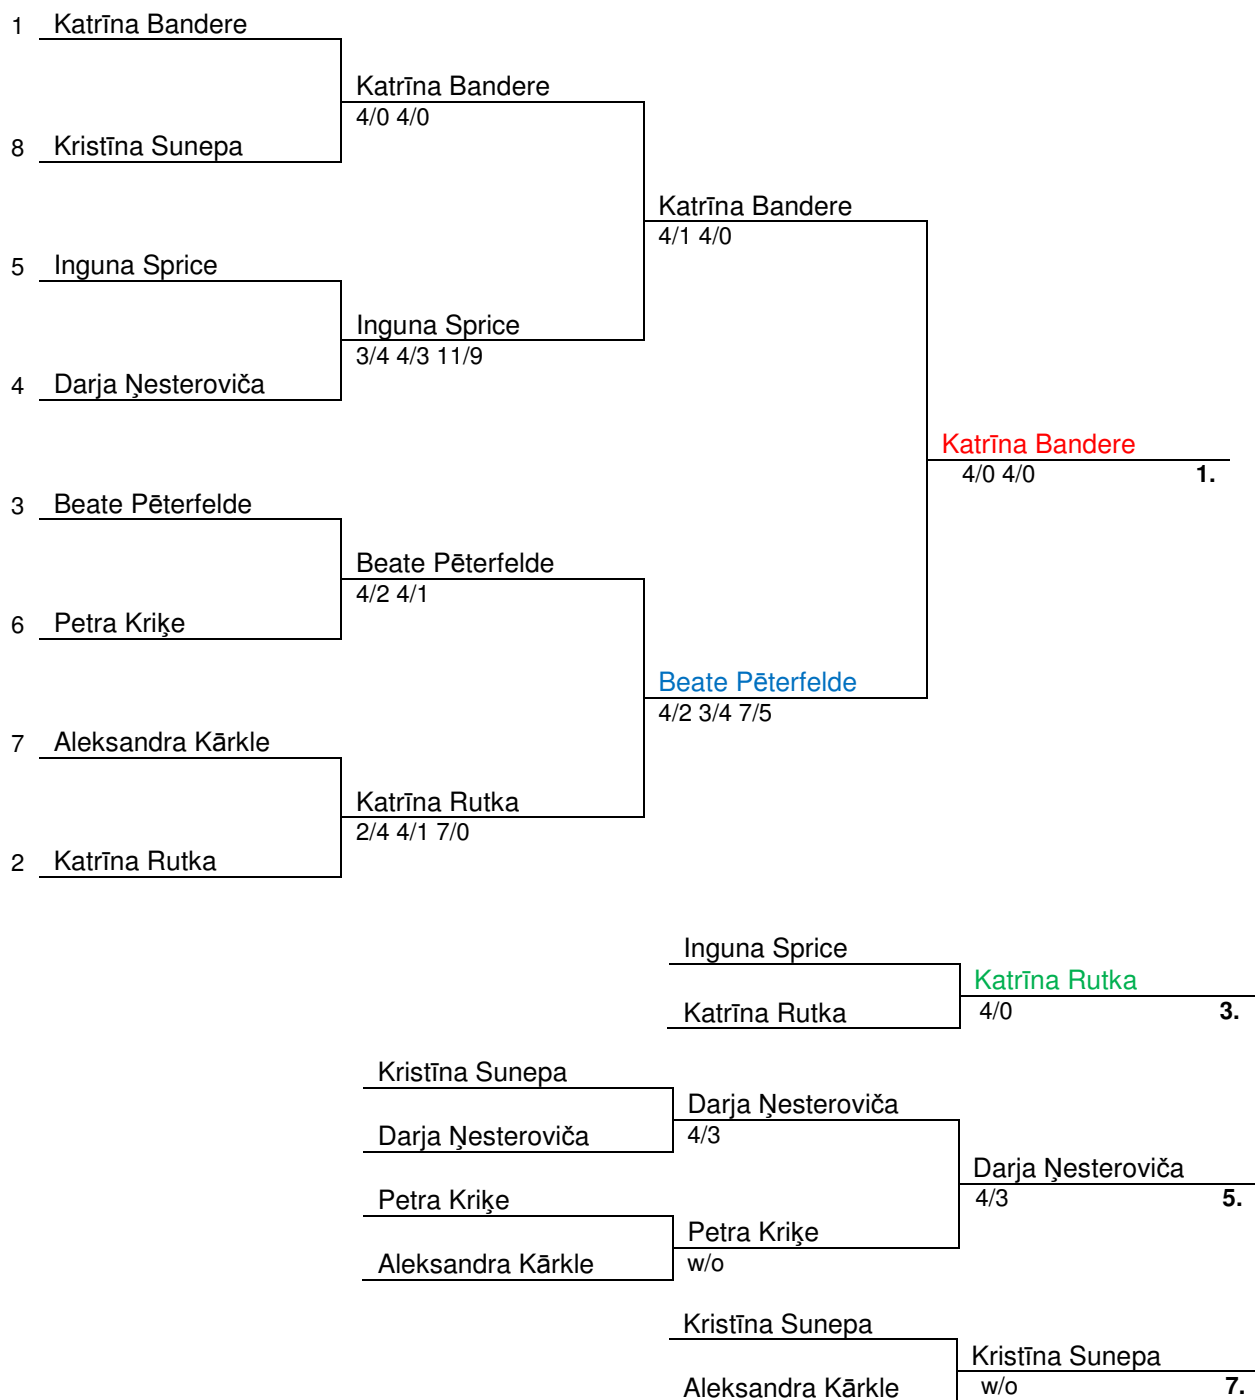 1 Katrīna Bandere
Katrīna Bandere
4/0 4/0
8 Kristīna Sunepa
Katrīna Bandere
4/1 4/0
5 Inguna Sprice
Inguna Sprice
3/4 4/3 11/9
4 Darja Ņesteroviča
Katrīna Bandere
4/0 4/0 1.
3 Beate Pēterfelde
Beate Pēterfelde
4/2 4/1
6 Petra Kriķe
Beate Pēterfelde
4/2 3/4 7/5
7 Aleksandra Kārkle
Katrīna Rutka
2/4 4/1 7/0
2 Katrīna Rutka
Inguna Sprice
Katrīna Rutka
4/0 3.
Katrīna Rutka
Kristīna Sunepa
Darja Ņesteroviča
4/3
Darja Ņesteroviča
Darja Ņesteroviča
4/3 5.
Petra Kriķe
Petra Kriķe
w/o
Aleksandra Kārkle
Kristīna Sunepa
Kristīna Sunepa
w/o 7.
Aleksandra Kārkle